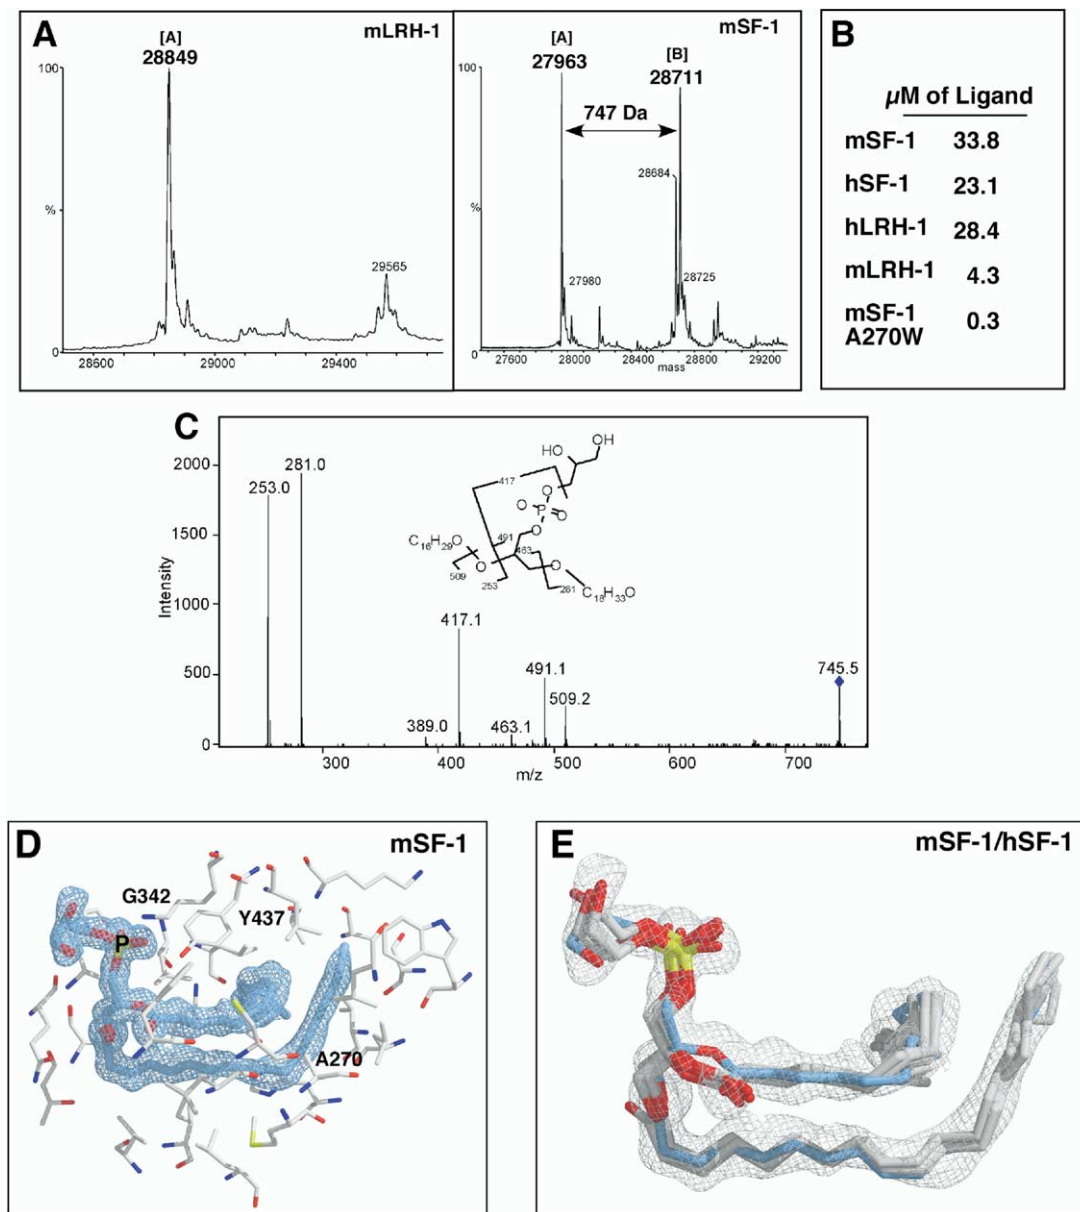 A
mLRH-1
[A]
28849
100
%
0
29565
28600
29000
29400
mSF-1
[A]
27963
[B]
28711
100
747 Da
28684
%
27980
28725
0
27600
28000
28400
28800
29200
mass
B
µM of Ligand
mSF-1 33.8
hSF-1 23.1
hLRH-1 28.4
mLRH-1 4.3
mSF-1
A270W 0.3
C
Intensity
2000
1500
1000
500
0
253.0
281.0
417.1
389.0
463.1
491.1
509.2
745.5
HO
OH
417
O
O
P
O
O
C16H29O
491
463
O
O
509
253
281
C18H33O
300
400
500
600
700
m/z
D
mSF-1
G342
Y437
P
A270
E
mSF-1/hSF-1